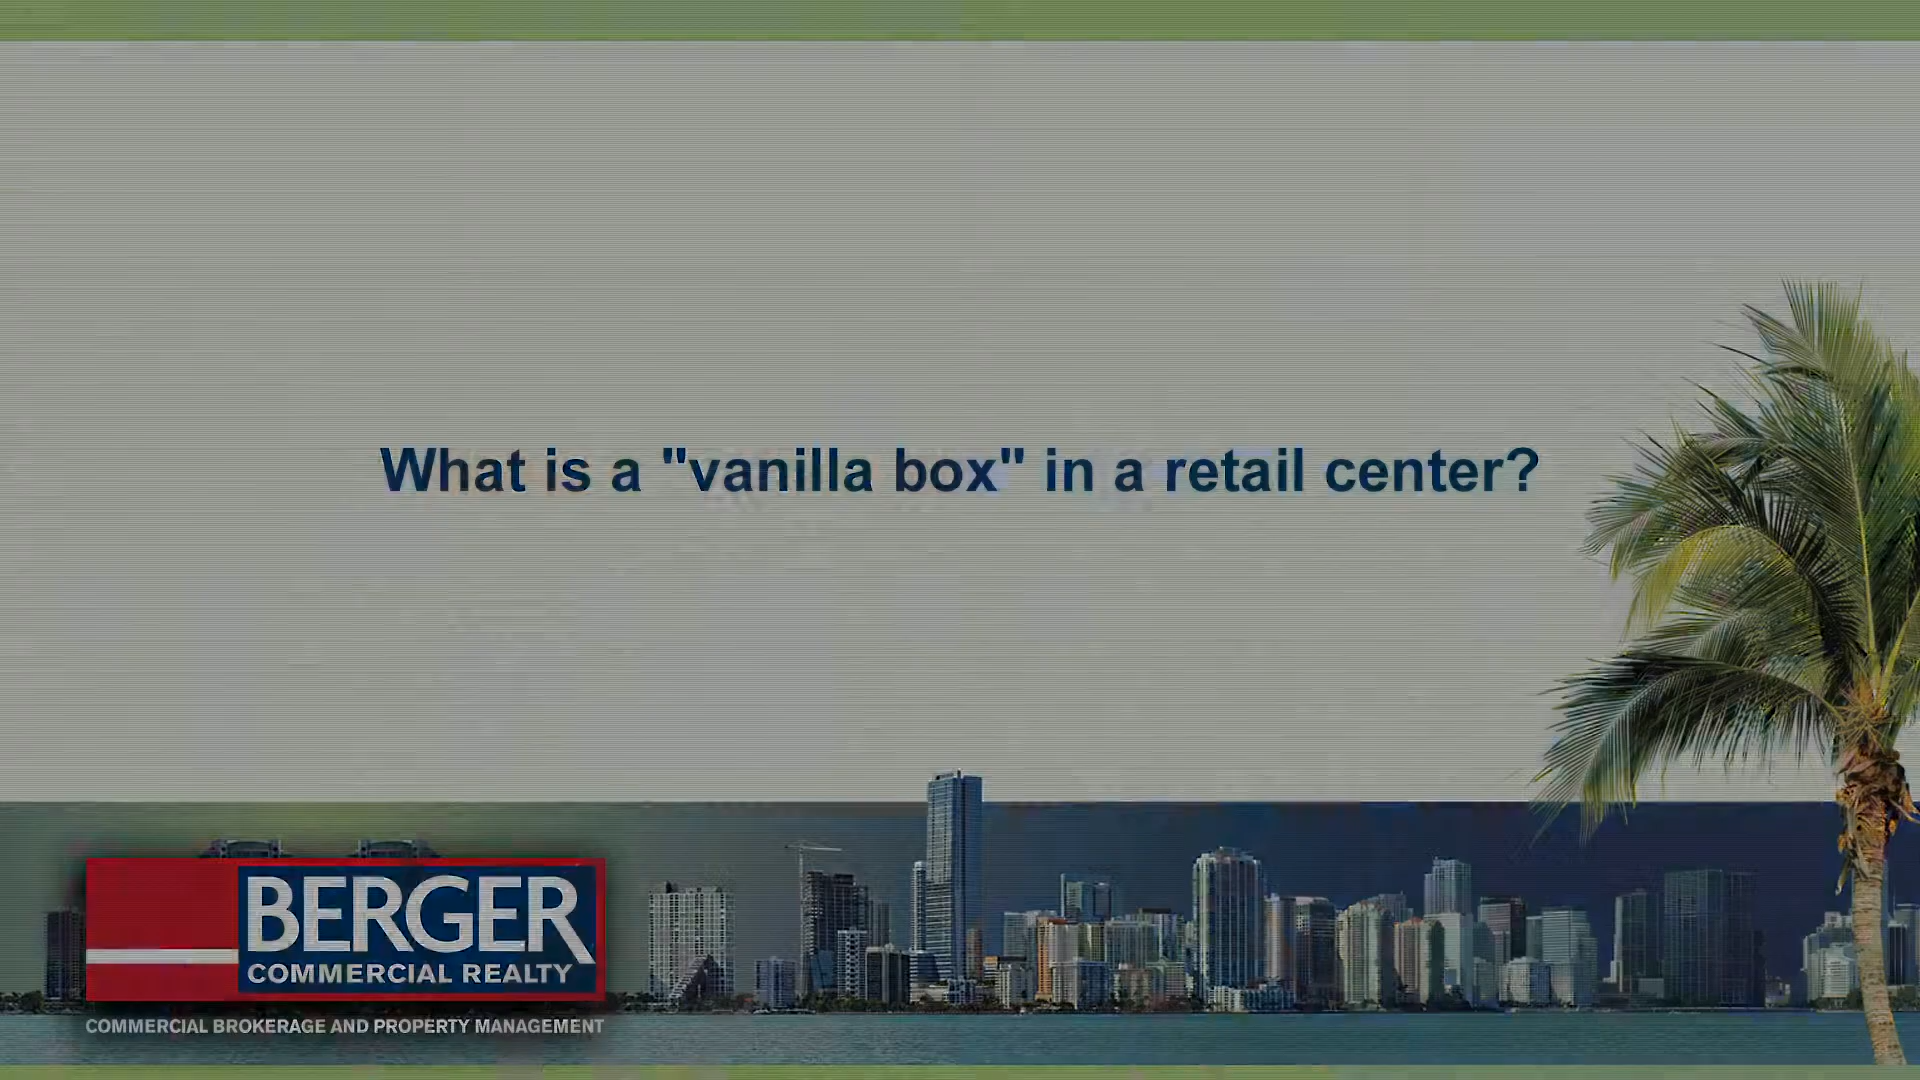 What is a "vanilla box" in a retail center?
BERGER
COMMERCIAL REALTY
COMMERCIAL BROKERAGE AND PROPERTY MANAGEMENT